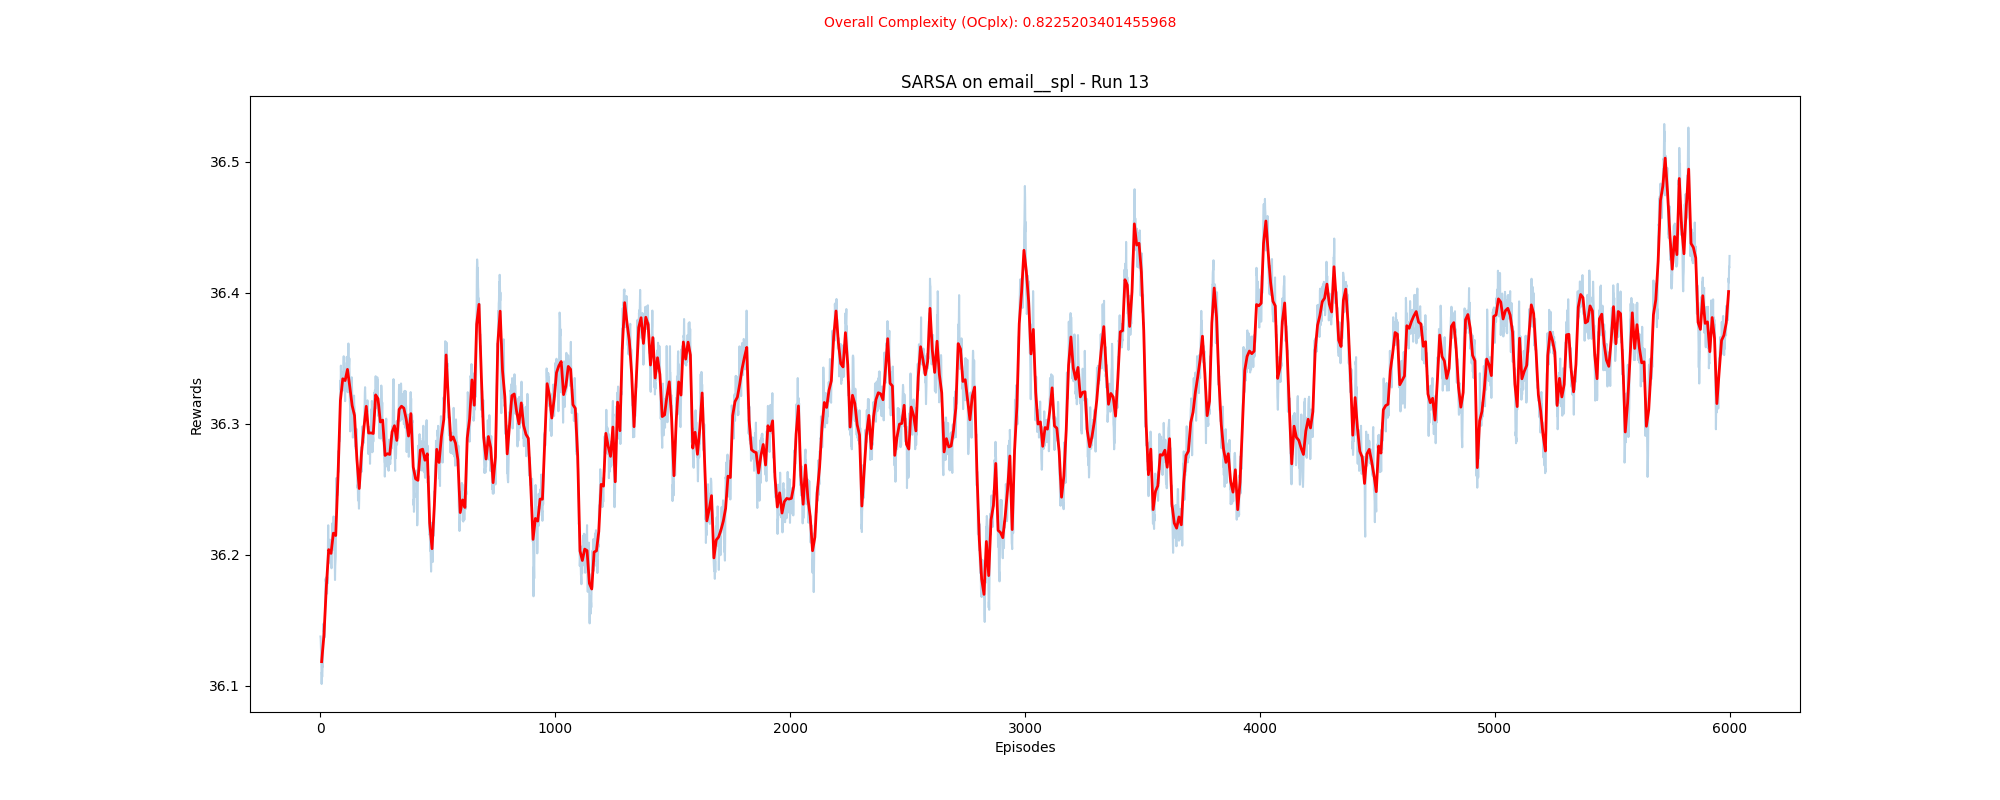 Overall Complexity (OCplx): 0.8225203401455968
SARSA on email__spl - Run 13
36.5
36.4
36.3
36.2
36.1
Rewards
0 1000 2000 3000 4000 5000 6000
Episodes